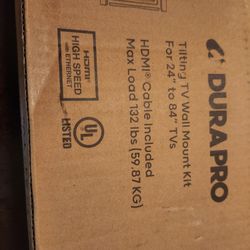 DURAPRO
Tilting TV Wall Mount Kit
For 24" to 84" TVs
HDMI® Cable Included
Max Load 132 lbs (59.87 KG)
HDMI®
HIGH SPEED
with ETHERNET
UL
LISTED